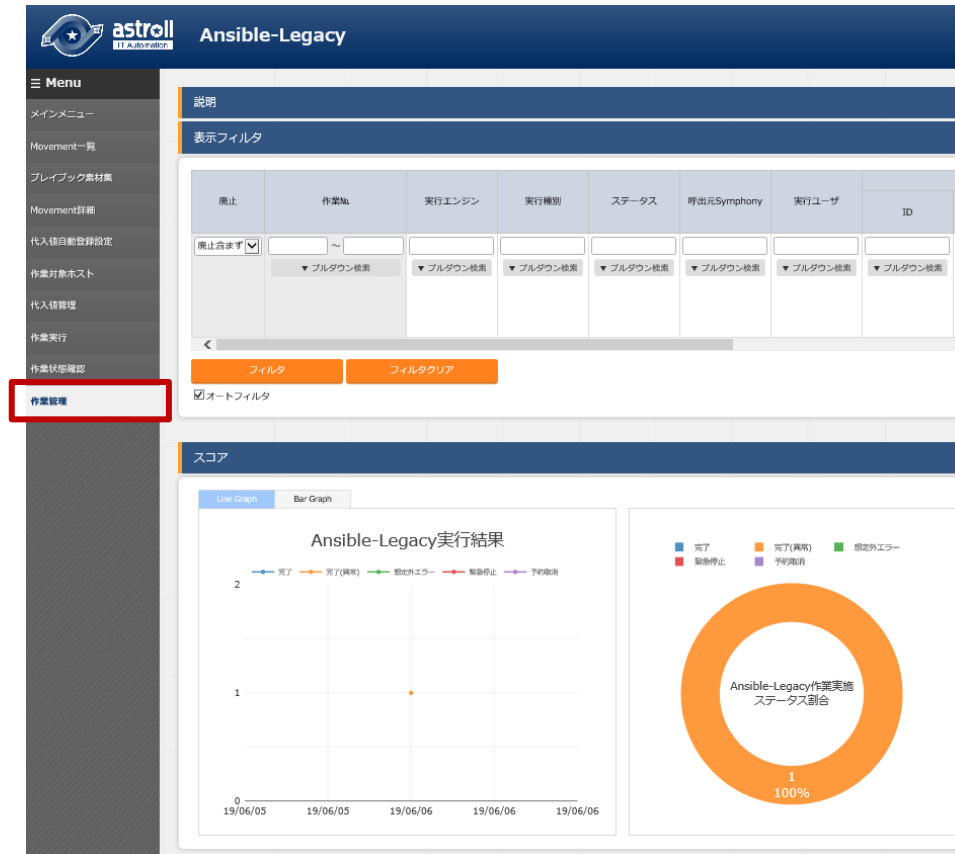 astroll
IT Automation
Ansible-Legacy
Menu
メインメニュー
Movement一覧
プレイブック素材集
Movement詳細
代入値自動登録設定
作業対象ホスト
代入値管理
作業実行
作業状態確認
作業管理
説明
表示フィルタ
廃止 作業No. 実行エンジン 実行種別 ステータス 呼出元Symphony 実行ユーザ ID
廃止含まず ～
▼プルダウン検索 ▼プルダウン検索 ▼プルダウン検索 ▼プルダウン検索 ▼プルダウン検索 ▼プルダウン検索 ▼プルダウン検索
フィルタ フィルタクリア
オートフィルタ
スコア
Line Graph Bar Graph
Ansible-Legacy実行結果
完了 完了(異常) 想定外エラー 緊急停止 予約取消
2
1
0
19/06/05 19/06/05 19/06/06 19/06/06 19/06/06
完了 完了(異常) 想定外エラー
緊急停止 予約取消
Ansible-Legacy作業実施
ステータス割合
1
100%